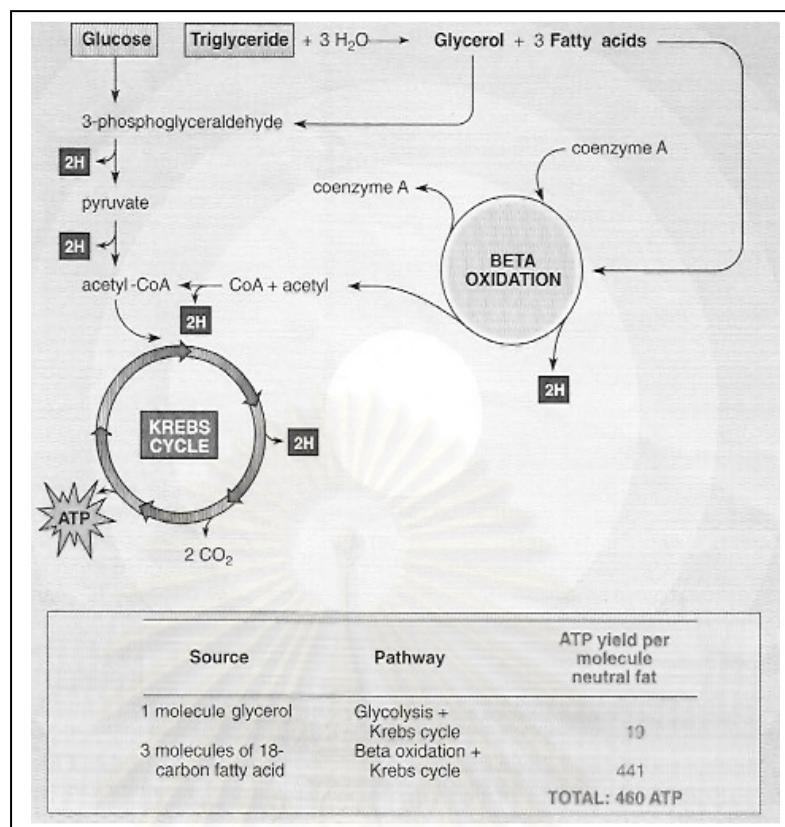 Glucose Triglyceride + 3 H₂O → Glycerol + 3 Fatty acids
3-phosphoglyceraldehyde
2H
coenzyme A
coenzyme A
pyruvate
BETA
OXIDATION
2H
acetyl-CoA CoA + acetyl
2H
2H
KREBS
CYCLE
2H
ATP
2 CO₂
Source Pathway ATP yield per
molecule
neutral fat
1 molecule glycerol Glycolysis +
Krebs cycle 19
3 molecules of 18- Beta oxidation +
carbon fatty acid Krebs cycle 441
TOTAL: 460 ATP